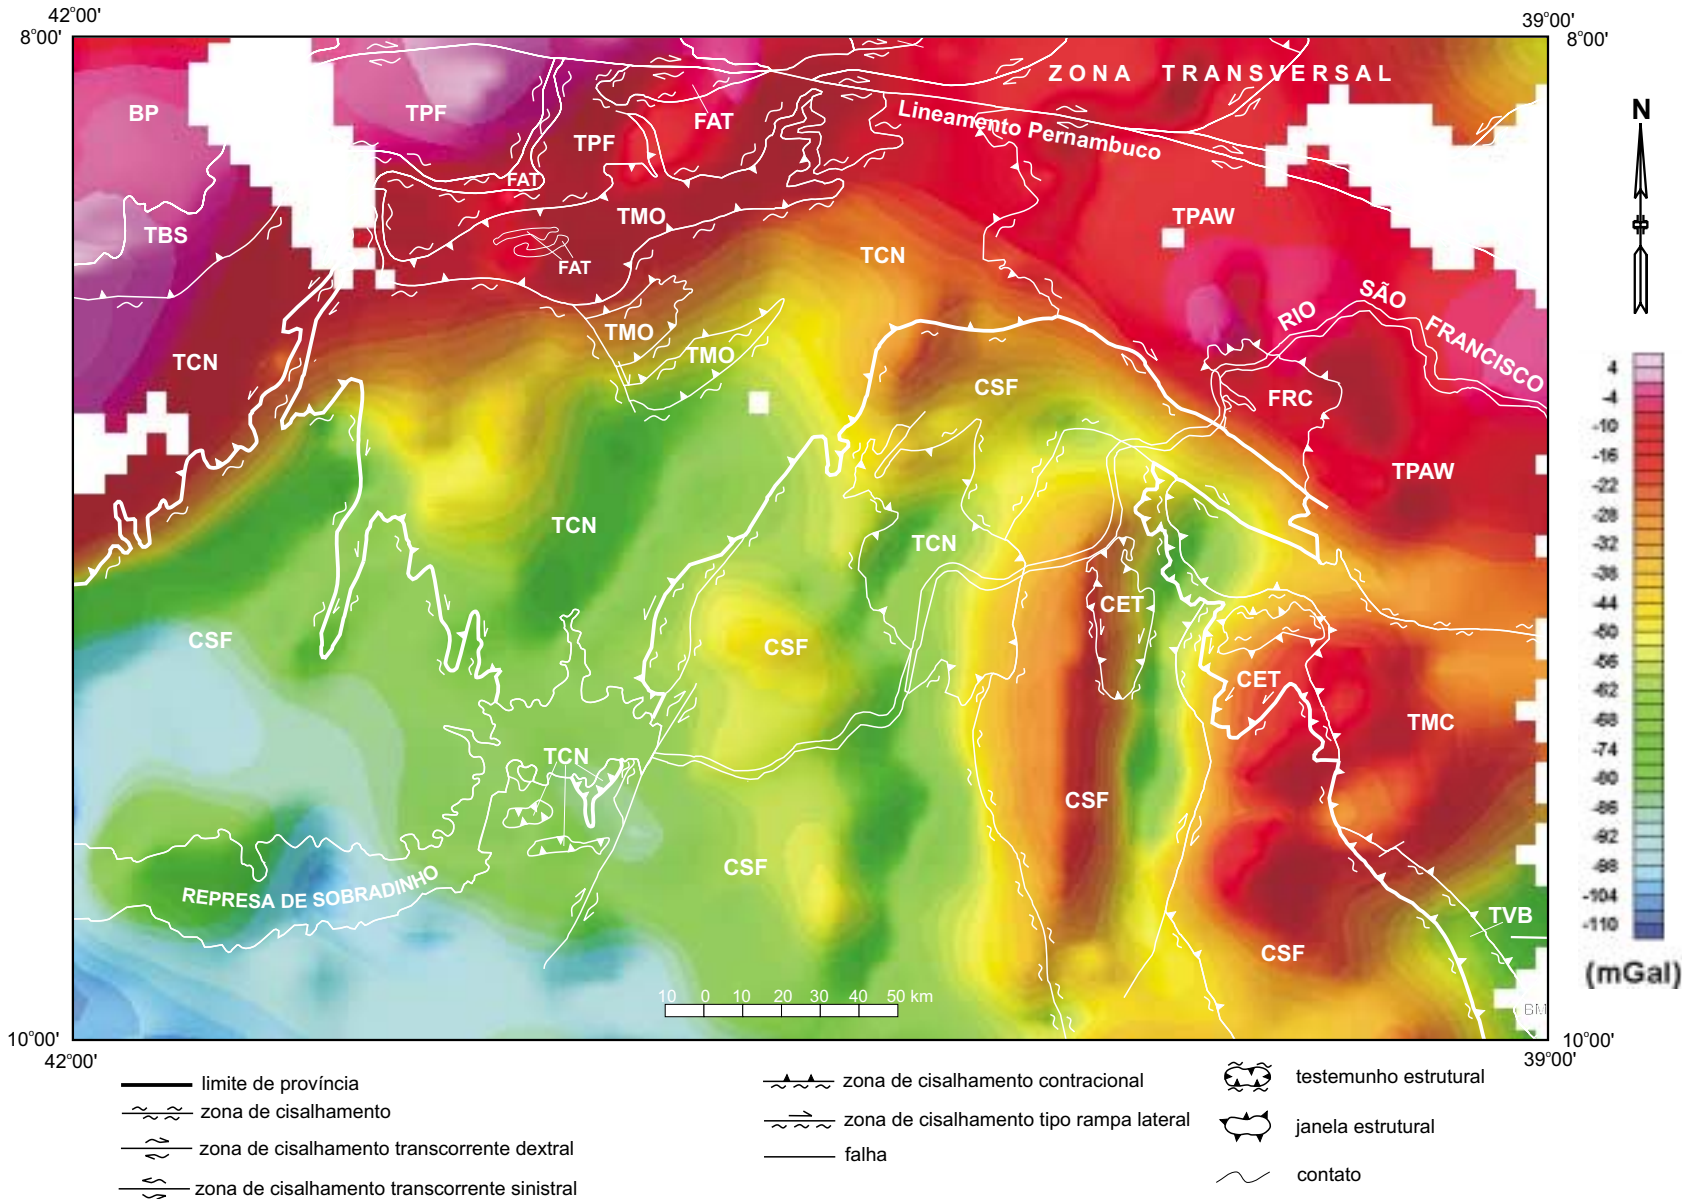 42°00'
39°00'
8°00'
8°00'
ZONA TRANSVERSAL
BP
TPF
FAT
Lineamento Pernambuco
N
TPF
FAT
TMO
TPAW
TBS
TCN
FAT
RIO SÃO FRANCISCO
TMO
TMO
TCN
CSF
FRC
TPAW
TCN
TCN
CET
CSF
CSF
CET
TMC
TCN
CSF
CSF
REPRESA DE SOBRADINHO
TVB
CSF
10 0 10 20 30 40 50 km
BM
4
-4
-10
-16
-22
-28
-32
-38
-44
-50
-56
-62
-68
-74
-80
-86
-92
-98
-104
-110
(mGal)
10°00'
10°00'
42°00'
39°00'
limite de província
zona de cisalhamento
zona de cisalhamento transcorrente dextral
zona de cisalhamento transcorrente sinistral
zona de cisalhamento contracional
zona de cisalhamento tipo rampa lateral
falha
testemunho estrutural
janela estrutural
contato